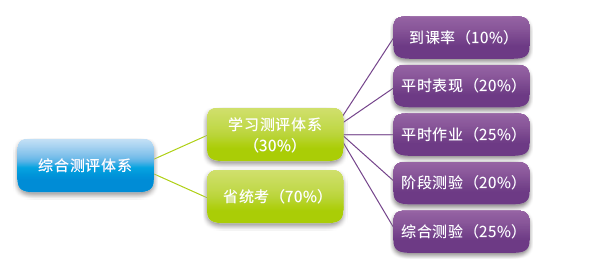 综合测评体系
学习测评体系
（30%）
省统考（70%）
到课率（10%）
平时表现（20%）
平时作业（25%）
阶段测验（20%）
综合测验（25%）